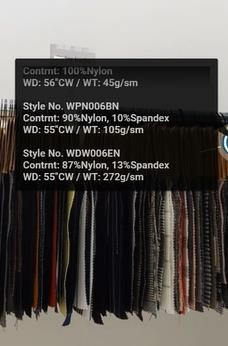 Contrnt: 100%Nylon
WD: 56"CW / WT: 45g/sm
Style No. WPN006BN
Contrnt: 90%Nylon, 10%Spandex
WD: 55"CW / WT: 105g/sm
Style No. WDW006EN
Contrnt: 87%Nylon, 13%Spandex
WD: 55"CW / WT: 272g/sm